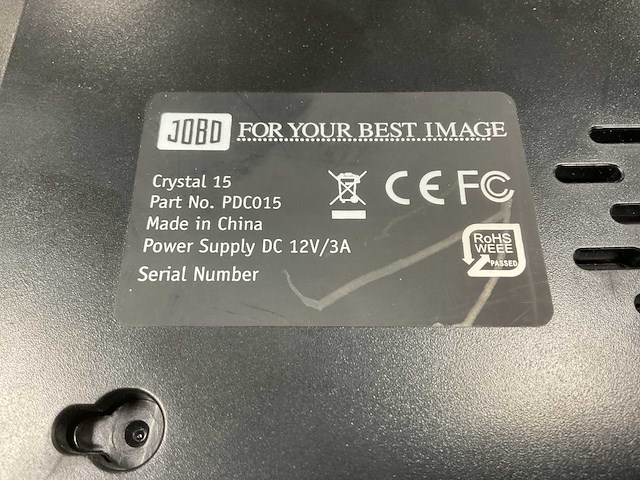 JOBO FOR YOUR BEST IMAGE
Crystal 15
Part No. PDC015
Made in China
Power Supply DC 12V/3A
Serial Number
CE FC
RoHS
WEEE
PASSED